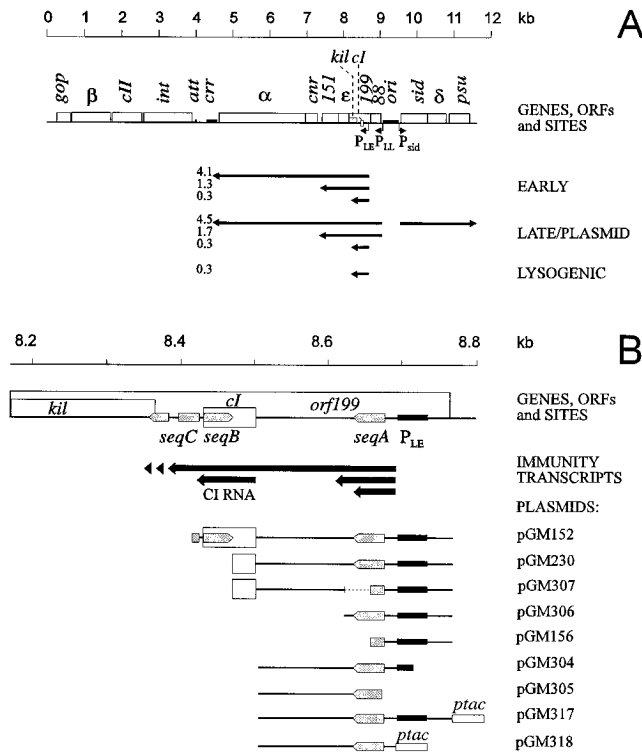 A
0 1 2 3 4 5 6 7 8 9 10 11 12 kb
kil cI
gop β cII int att crr α cnr 151 ε 199 88 ori sid δ psu
GENES, ORFs
and SITES
PLE PLL Psid
4.1
1.3
0.3
EARLY
4.5
1.7
0.3
LATE/PLASMID
0.3
LYSOGENIC
B
8.2 8.4 8.6 8.8 kb
GENES, ORFs
and SITES
kil cI orf199
seqC seqB seqA PLE
IMMUNITY
TRANSCRIPTS
CI RNA
PLASMIDS:
pGM152
pGM230
pGM307
pGM306
pGM156
pGM304
pGM305
ptac
pGM317
ptac
pGM318